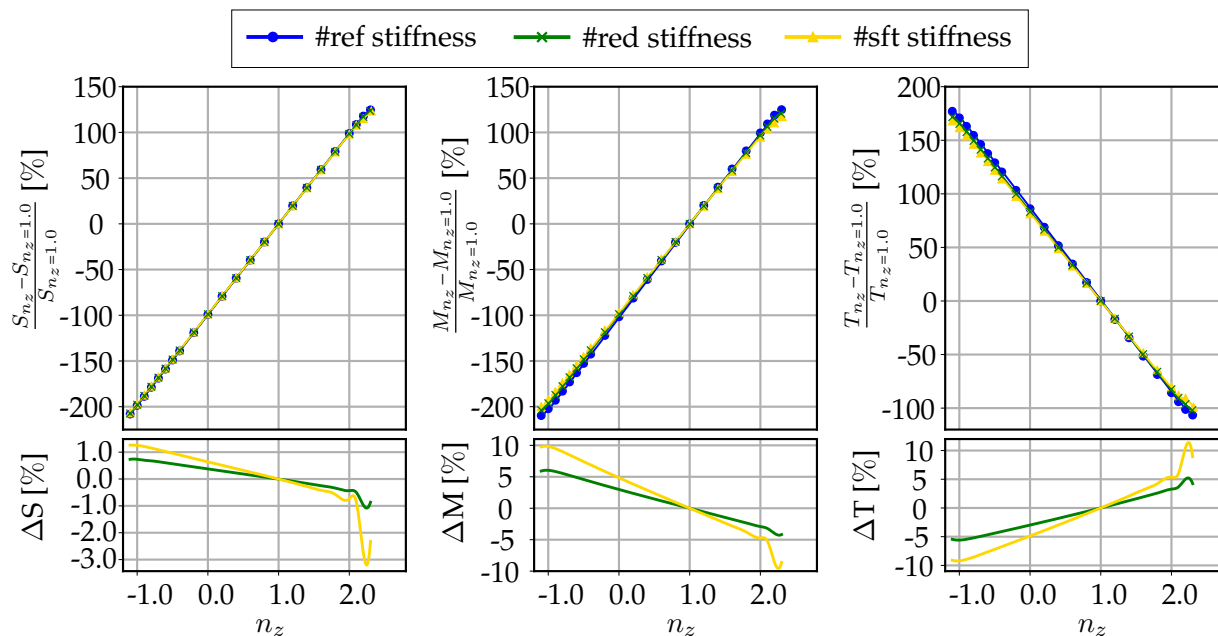 #ref stiffness #red stiffness #sft stiffness
150
100
50
0
-50
-100
-150
-200
\frac{S_{n_z}-S_{n_z=1.0}}{S_{n_z=1.0}} [%]
150
100
50
0
-50
-100
-150
-200
\frac{M_{n_z}-M_{n_z=1.0}}{M_{n_z=1.0}} [%]
200
150
100
50
0
-50
-100
\frac{T_{n_z}-T_{n_z=1.0}}{T_{n_z=1.0}} [%]
1.0
0.0
-1.0
-2.0
-3.0
ΔS [%]
-1.0 0.0 1.0 2.0
n_z
10
5
0
-5
-10
ΔM [%]
-1.0 0.0 1.0 2.0
n_z
10
5
0
-5
-10
ΔT [%]
-1.0 0.0 1.0 2.0
n_z